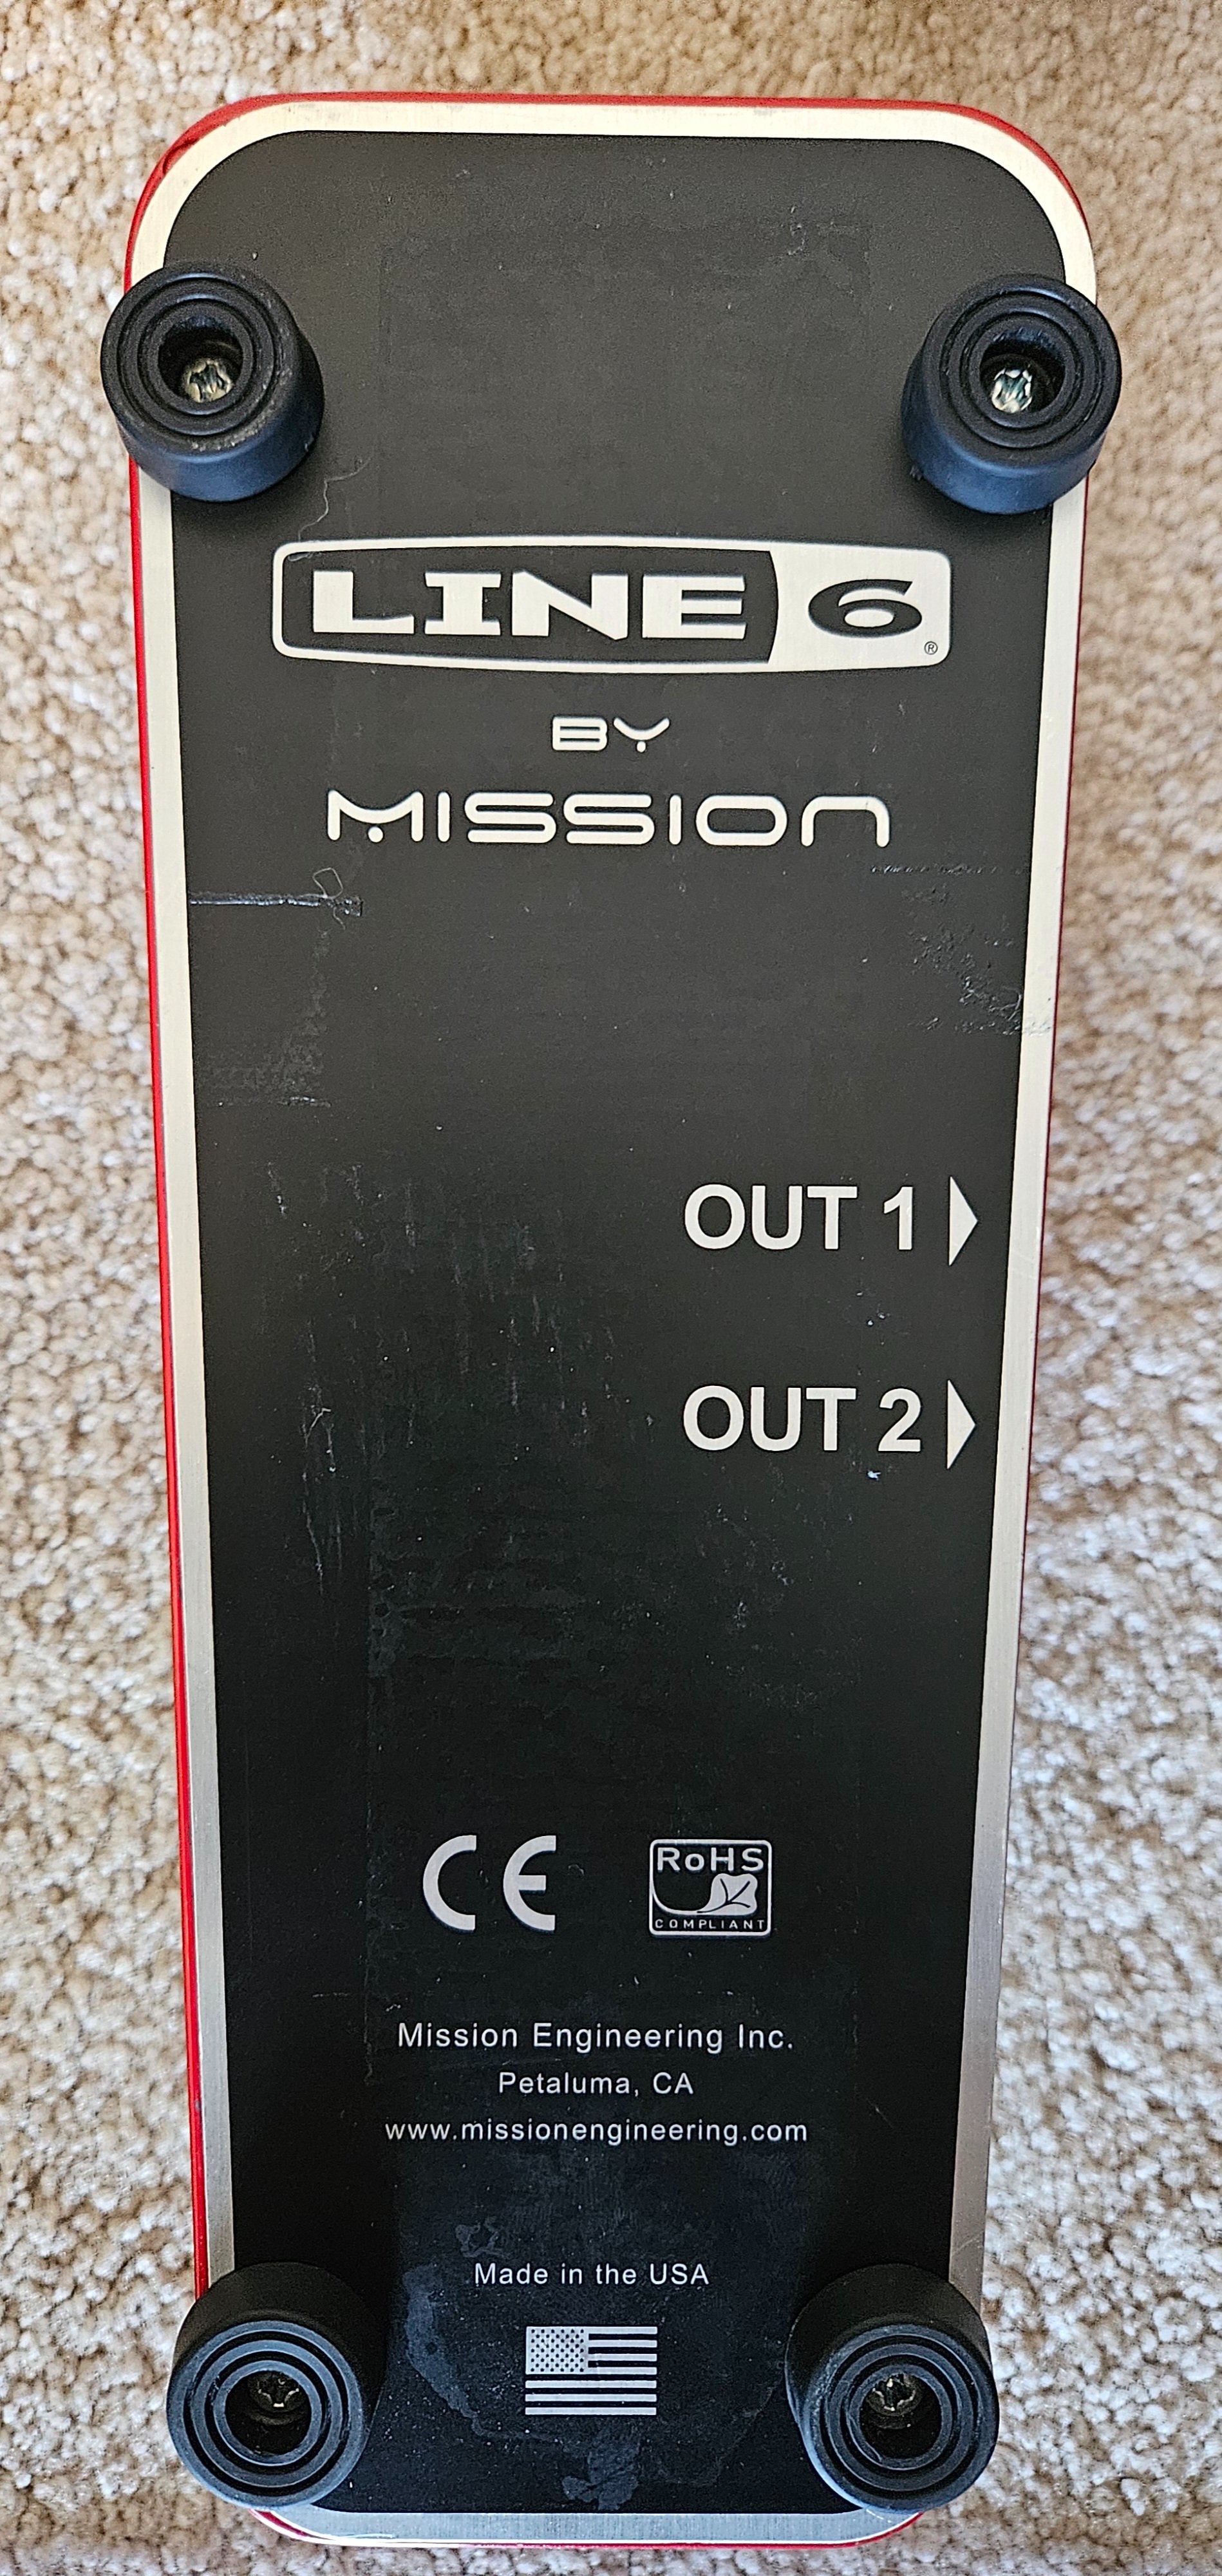 LINE 6 ®
BY
MISSION
OUT 1
OUT 2
CE
RoHS
COMPLIANT
Mission Engineering Inc.
Petaluma, CA
www.missionengineering.com
Made in the USA